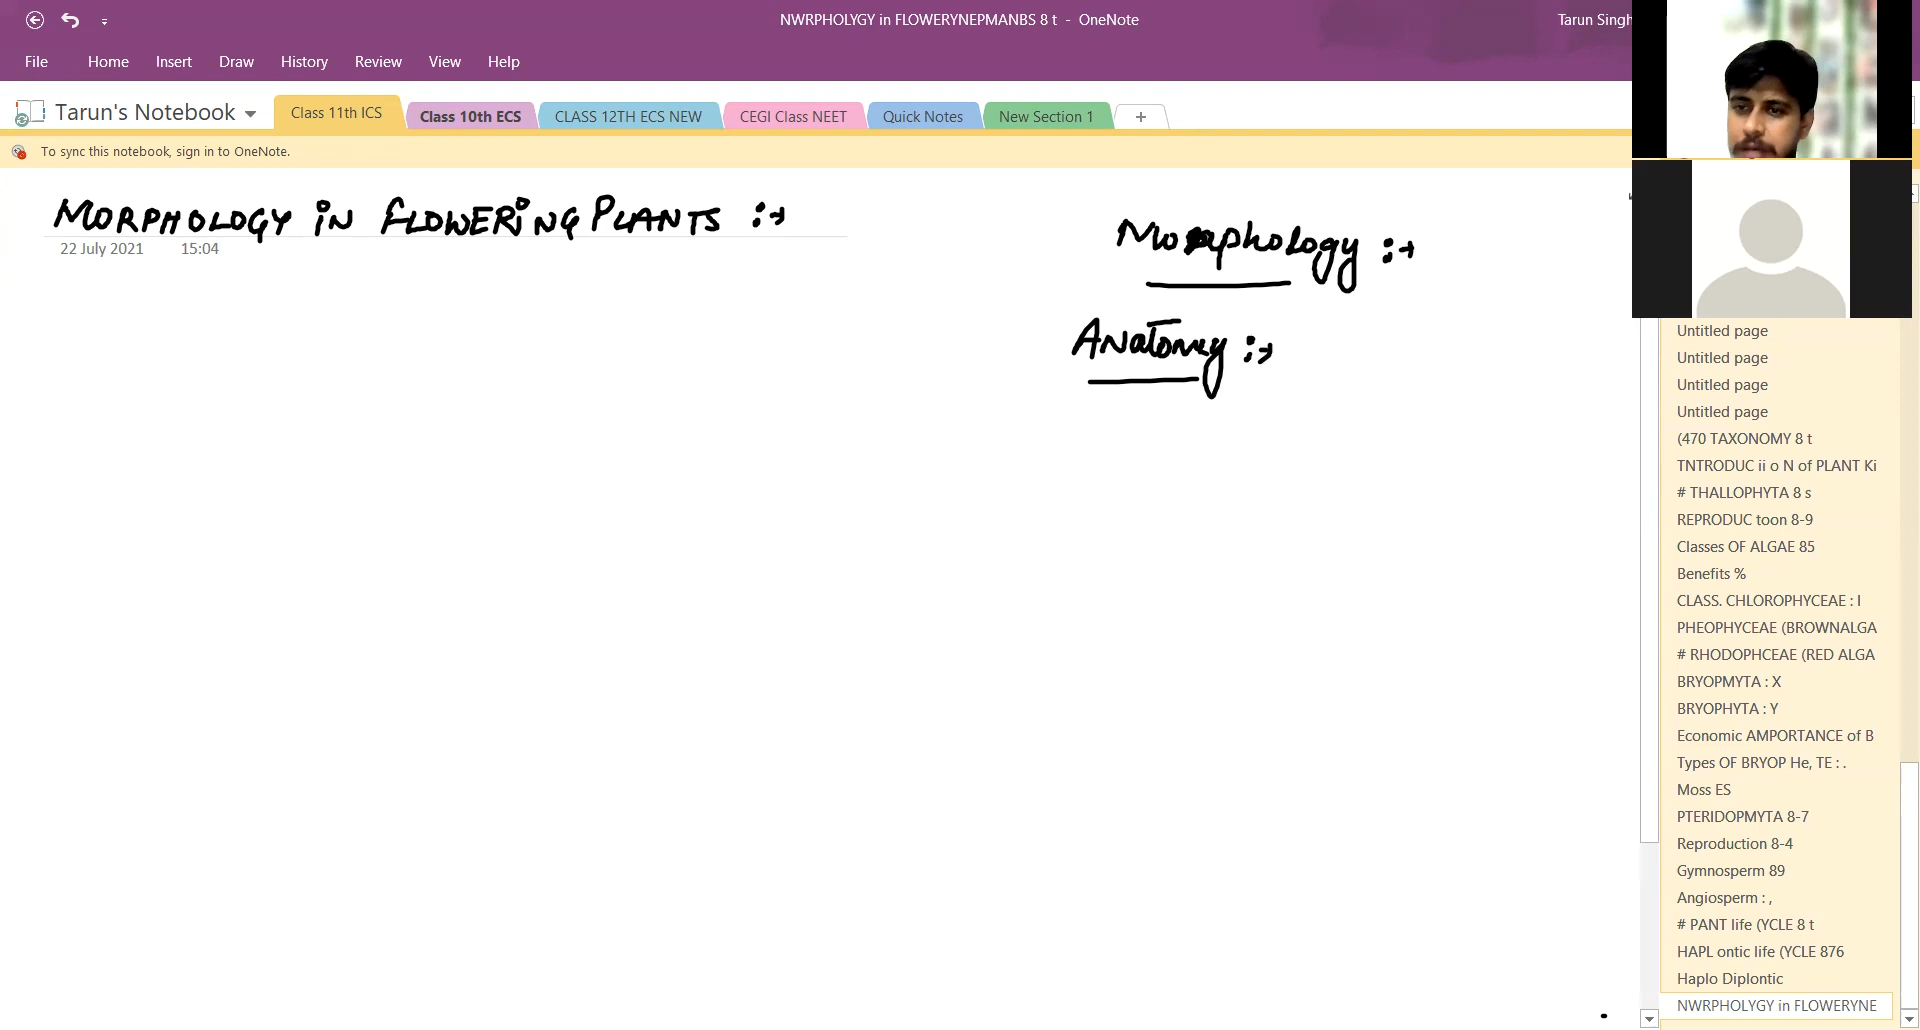 NWRPHOLYGY in FLOWERYNEPMANBS 8 t - OneNote
Tarun Singh
File Home Insert Draw History Review View Help
Tarun's Notebook
Class 11th ICS
Class 10th ECS
CLASS 12TH ECS NEW
CEGI Class NEET
Quick Notes
New Section 1
+
To sync this notebook, sign in to OneNote.
MORPHOLOGY in FLOWERiNG PLANTS :→
22 July 2021 15:04
Morphology :→
Anatomy :→
Untitled page
Untitled page
Untitled page
Untitled page
(470 TAXONOMY 8 t
TNTRODUC ii o N of PLANT Ki
# THALLOPHYTA 8 s
REPRODUC toon 8-9
Classes OF ALGAE 85
Benefits %
CLASS. CHLOROPHYCEAE : I
PHEOPHYCEAE (BROWNALGA
# RHODOPHCEAE (RED ALGA
BRYOPMYTA : X
BRYOPHYTA : Y
Economic AMPORTANCE of B
Types OF BRYOP He, TE : .
Moss ES
PTERIDOPMYTA 8-7
Reproduction 8-4
Gymnosperm 89
Angiosperm : ,
# PANT life (YCLE 8 t
HAPL ontic life (YCLE 876
Haplo Diplontic
NWRPHOLYGY in FLOWERYNE